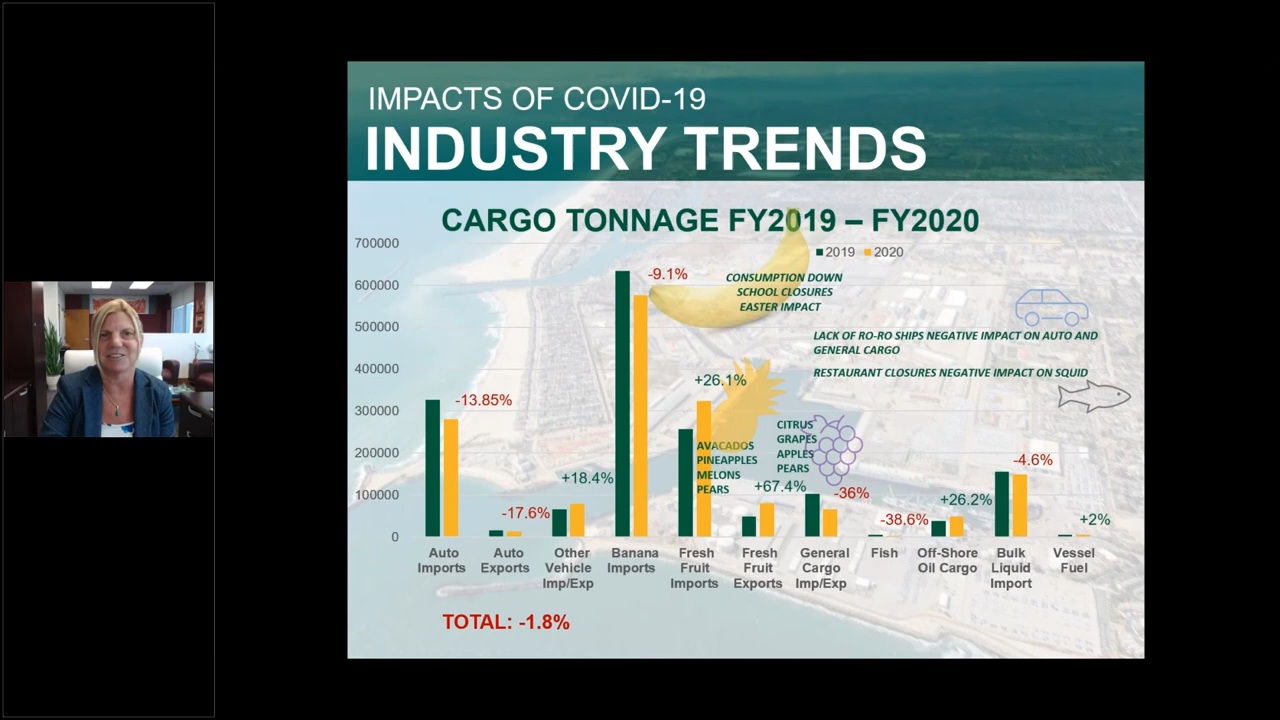 IMPACTS OF COVID-19
INDUSTRY TRENDS
CARGO TONNAGE FY2019 – FY2020
2019
2020
700000
600000
500000
400000
300000
200000
100000
0
-13.85%
-17.6%
+18.4%
-9.1%
+26.1%
+67.4%
-36%
-38.6%
+26.2%
-4.6%
+2%
CONSUMPTION DOWN
SCHOOL CLOSURES
EASTER IMPACT
LACK OF RO-RO SHIPS NEGATIVE IMPACT ON AUTO AND
GENERAL CARGO
RESTAURANT CLOSURES NEGATIVE IMPACT ON SQUID
AVACADOS
PINEAPPLES
MELONS
PEARS
CITRUS
GRAPES
APPLES
PEARS
Auto
Imports
Auto
Exports
Other
Vehicle
Imp/Exp
Banana
Imports
Fresh
Fruit
Imports
Fresh
Fruit
Exports
General
Cargo
Imp/Exp
Fish
Off-Shore
Oil Cargo
Bulk
Liquid
Import
Vessel
Fuel
TOTAL: -1.8%